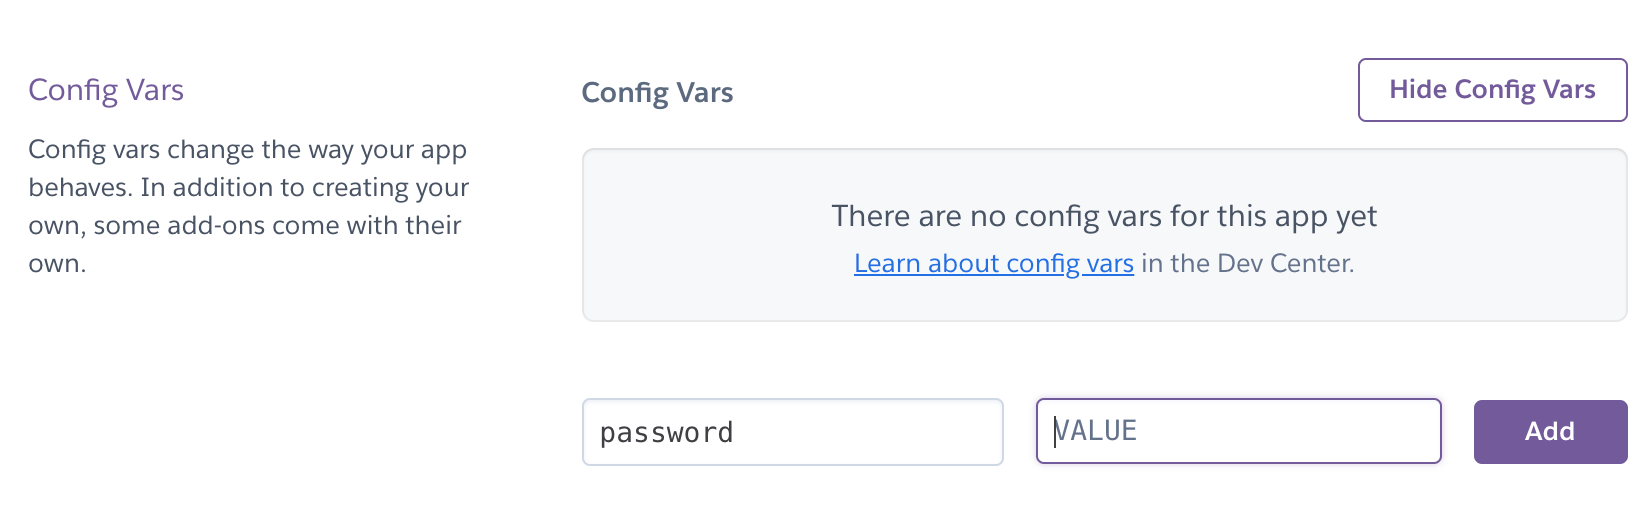 Config Vars
Config vars change the way your app
behaves. In addition to creating your
own, some add-ons come with their
own.
Config Vars
Hide Config Vars
There are no config vars for this app yet
Learn about config vars in the Dev Center.
password
VALUE
Add